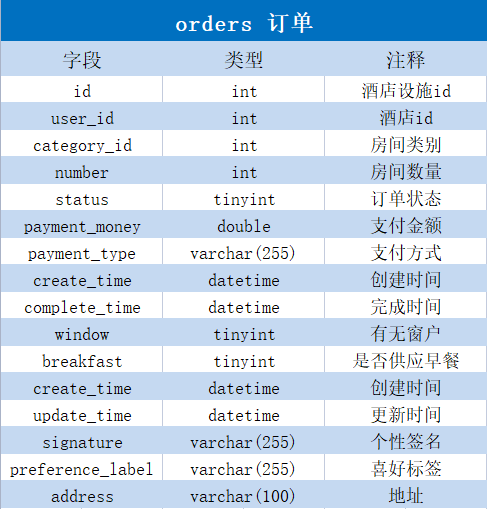 orders 订单
字段 类型 注释
id int 酒店设施id
user_id int 酒店id
category_id int 房间类别
number int 房间数量
status tinyint 订单状态
payment_money double 支付金额
payment_type varchar(255) 支付方式
create_time datetime 创建时间
complete_time datetime 完成时间
window tinyint 有无窗户
breakfast tinyint 是否供应早餐
create_time datetime 创建时间
update_time datetime 更新时间
signature varchar(255) 个性签名
preference_label varchar(255) 喜好标签
address varchar(100) 地址